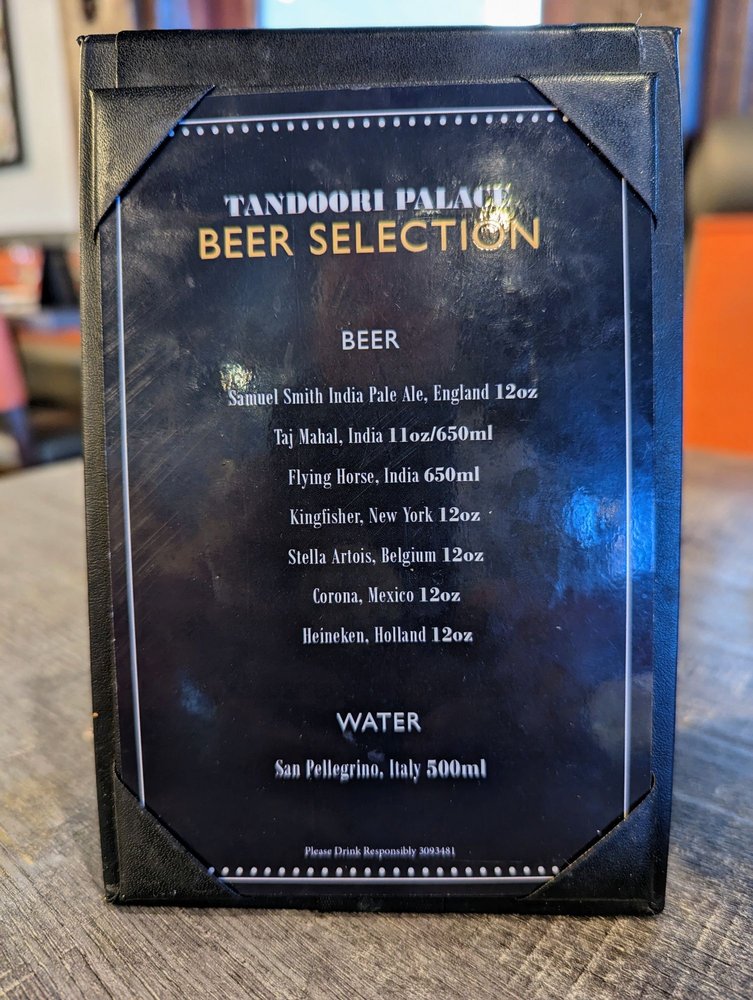 TANDOORI PALACE
BEER SELECTION
BEER
Samuel Smith India Pale Ale, England 12oz
Taj Mahal, India 11oz/650ml
Flying Horse, India 650ml
Kingfisher, New York 12oz
Stella Artois, Belgium 12oz
Corona, Mexico 12oz
Heineken, Holland 12oz
WATER
San Pellegrino, Italy 500ml
Please Drink Responsibly 3093481